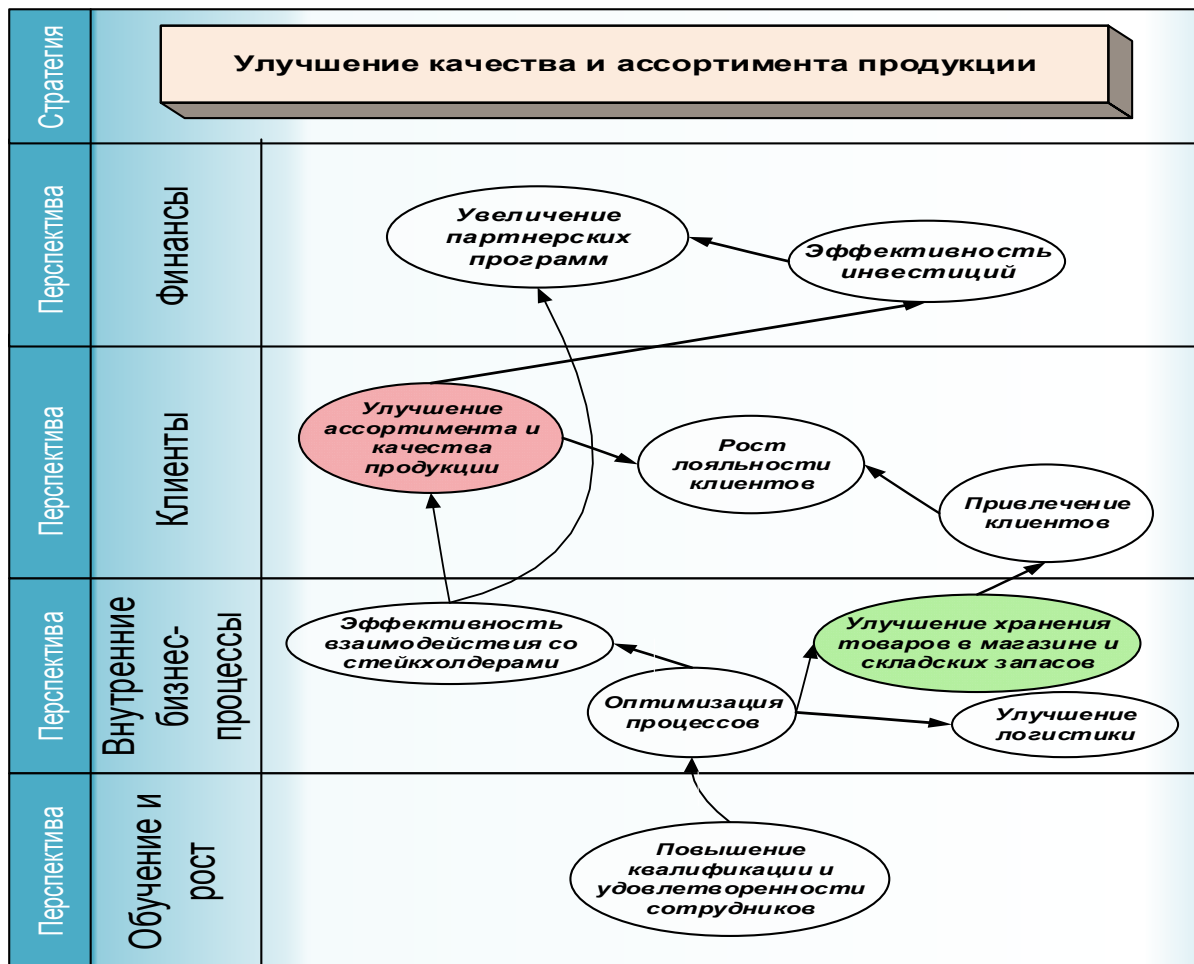 Стратегия
Улучшение качества и ассортимента продукции
Перспектива
Финансы
Увеличение
партнерских
программ
Эффективность
инвестиций
Перспектива
Клиенты
Улучшение
ассортимента и
качества
продукции
Рост
лояльности
клиентов
Привлечение
клиентов
Перспектива
Внутренние
бизнес-
процессы
Эффективность
взаимодействия со
стейкхолдерами
Улучшение хранения
товаров в магазине и
складских запасов
Оптимизация
процессов
Улучшение
логистики
Перспектива
Обучение и
рост
Повышение
квалификации и
удовлетворенности
сотрудников